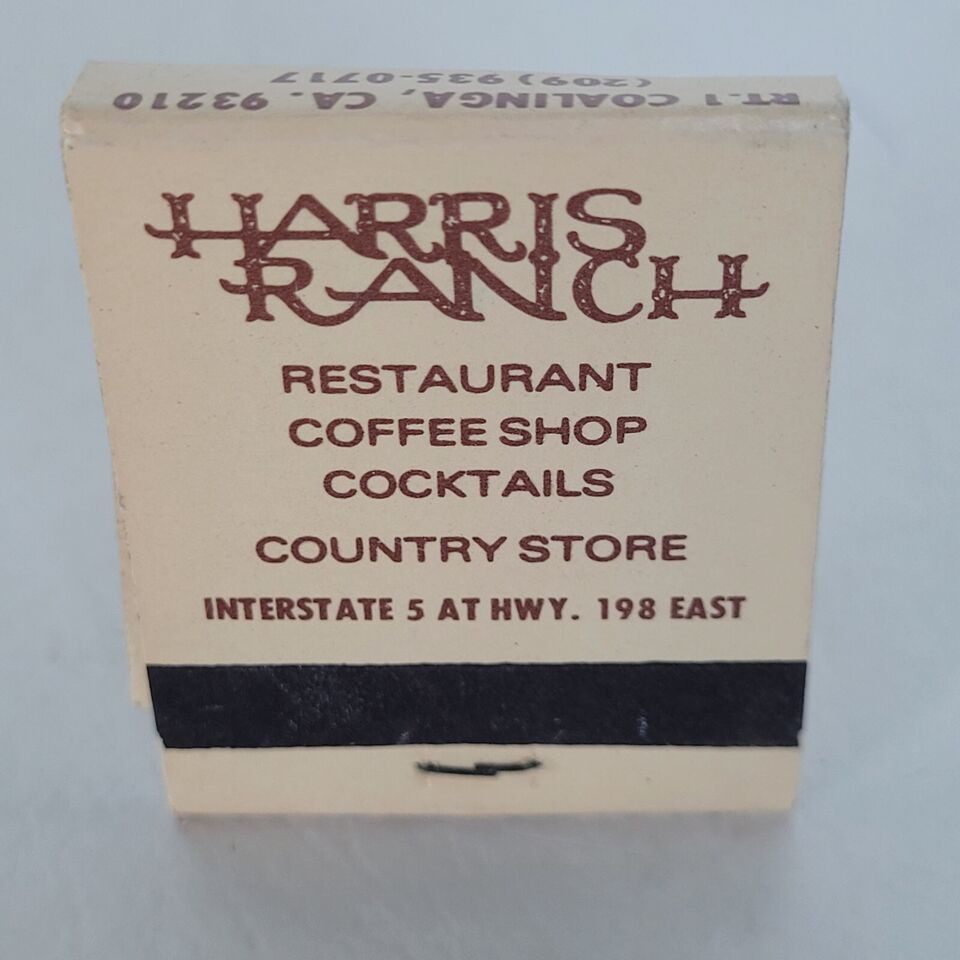 RT. 1 COALINGA, CA. 93210
(209) 935-0717
HARRIS
RANCH
RESTAURANT
COFFEE SHOP
COCKTAILS
COUNTRY STORE
INTERSTATE 5 AT HWY. 198 EAST